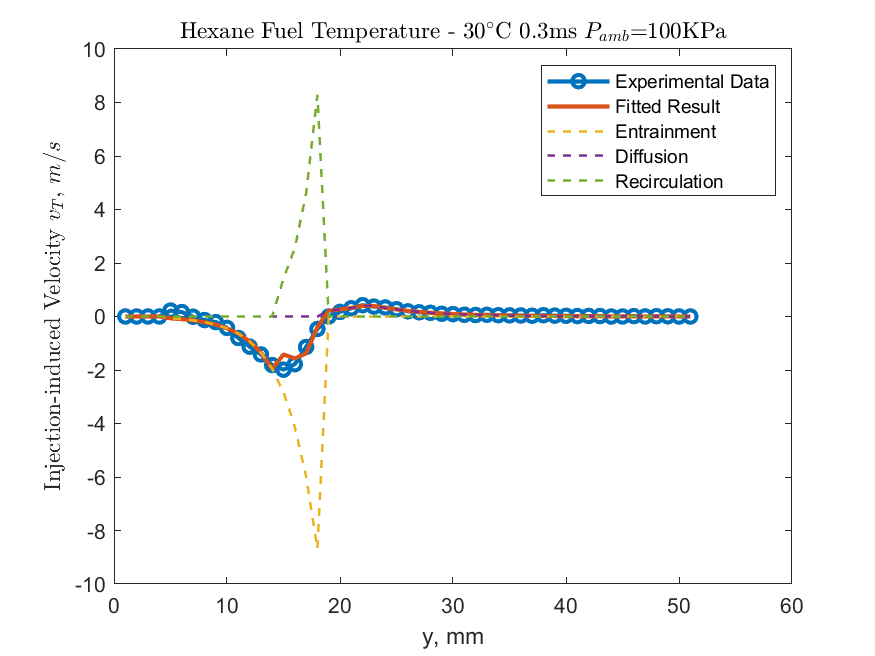 Hexane Fuel Temperature - 30°C 0.3ms P_amb=100KPa
10
8
6
4
2
0
-2
-4
-6
-8
-10
Injection-induced Velocity v_T, m/s
Experimental Data
Fitted Result
Entrainment
Diffusion
Recirculation
0 10 20 30 40 50 60
y, mm